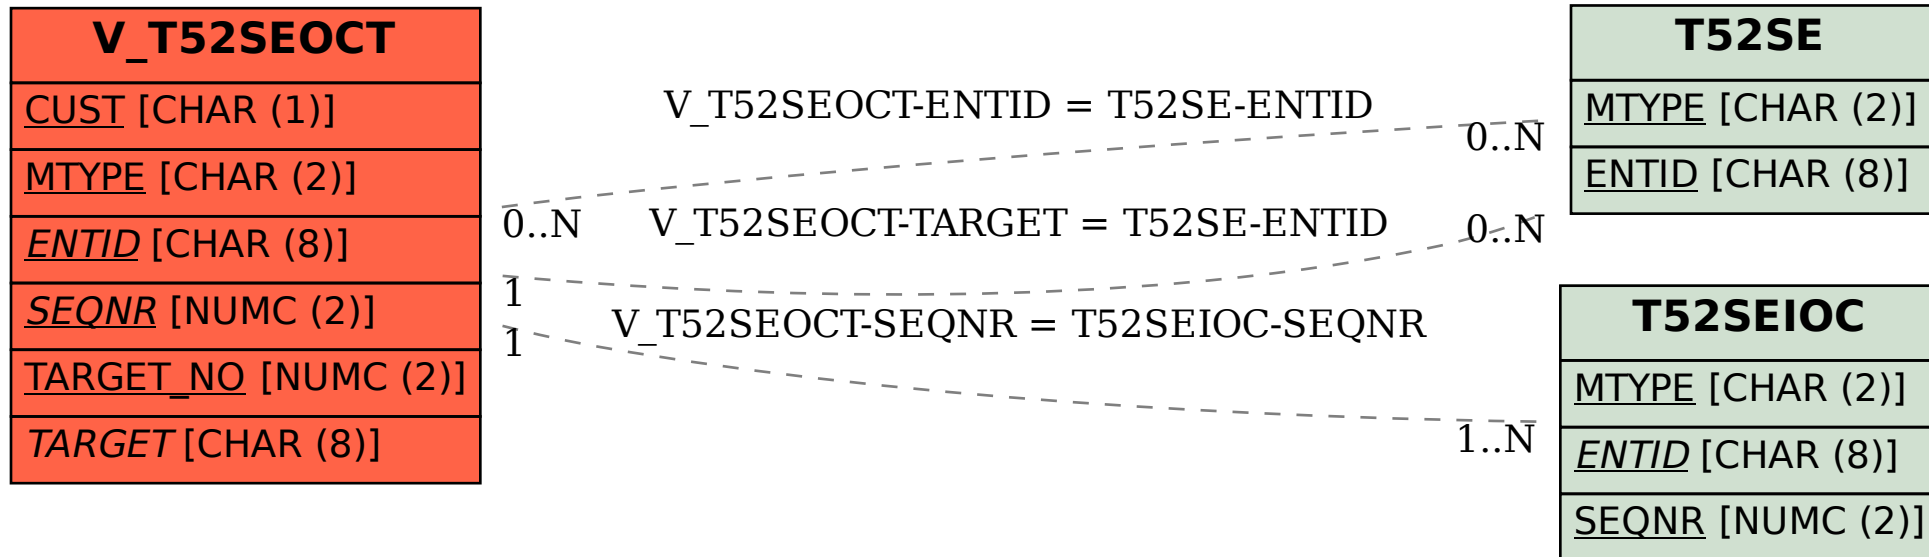 V_T52SEOCT
CUST [CHAR (1)]
MTYPE [CHAR (2)]
ENTID [CHAR (8)]
SEQNR [NUMC (2)]
TARGET_NO [NUMC (2)]
TARGET [CHAR (8)]
V_T52SEOCT-ENTID = T52SE-ENTID
0..N
0..N
V_T52SEOCT-TARGET = T52SE-ENTID
0..N
1
V_T52SEOCT-SEQNR = T52SEIOC-SEQNR
1
1..N
T52SE
MTYPE [CHAR (2)]
ENTID [CHAR (8)]
T52SEIOC
MTYPE [CHAR (2)]
ENTID [CHAR (8)]
SEQNR [NUMC (2)]